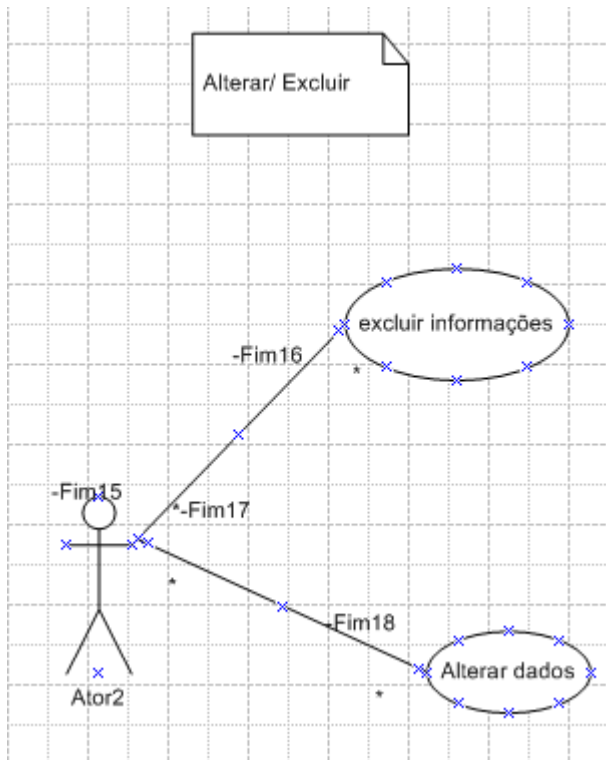 Alterar/ Excluir
excluir informações
-Fim16
*
-Fim15
*-Fim17
*
-Fim18
Alterar dados
*
Ator2